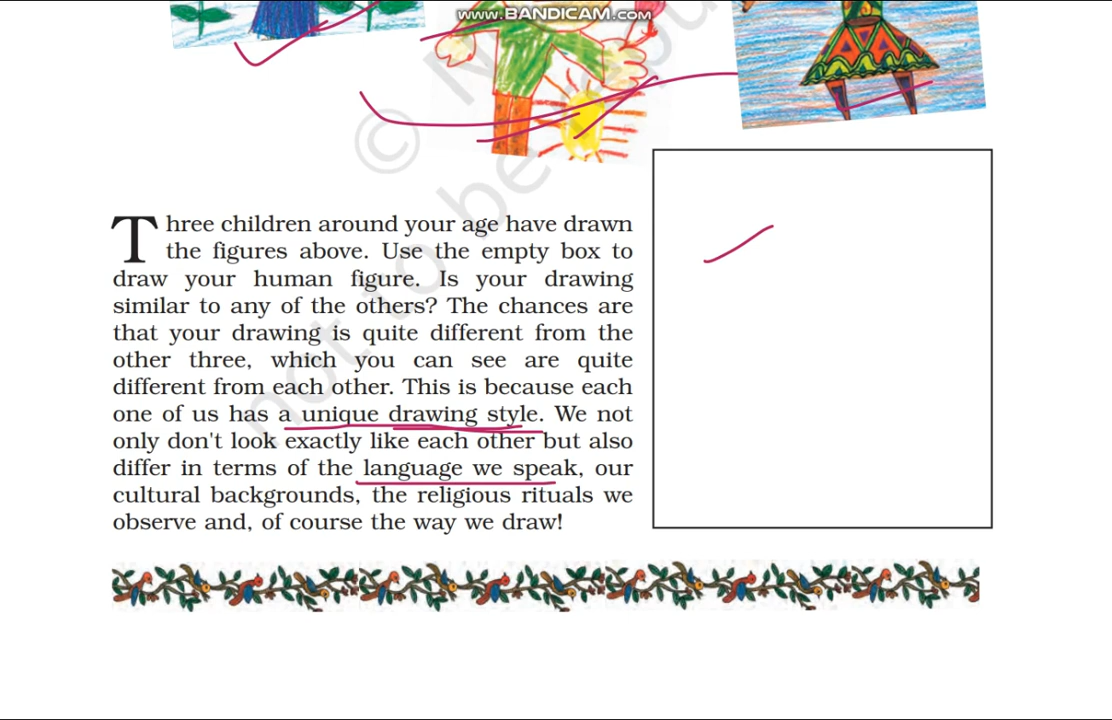 www.BANDICAM.com
© N
not to be
pu
Three children around your age have drawn
the figures above. Use the empty box to
draw your human figure. Is your drawing
similar to any of the others? The chances are
that your drawing is quite different from the
other three, which you can see are quite
different from each other. This is because each
one of us has a unique drawing style. We not
only don't look exactly like each other but also
differ in terms of the language we speak, our
cultural backgrounds, the religious rituals we
observe and, of course the way we draw!